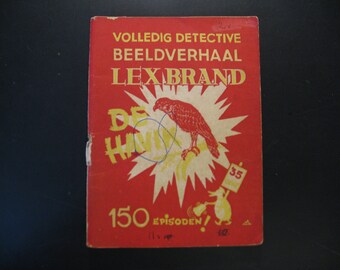 VOLLEDIG DETECTIVE
BEELDVERHAAL
LEX BRAND
DE
HAVIK
35
150 EPISODEN!